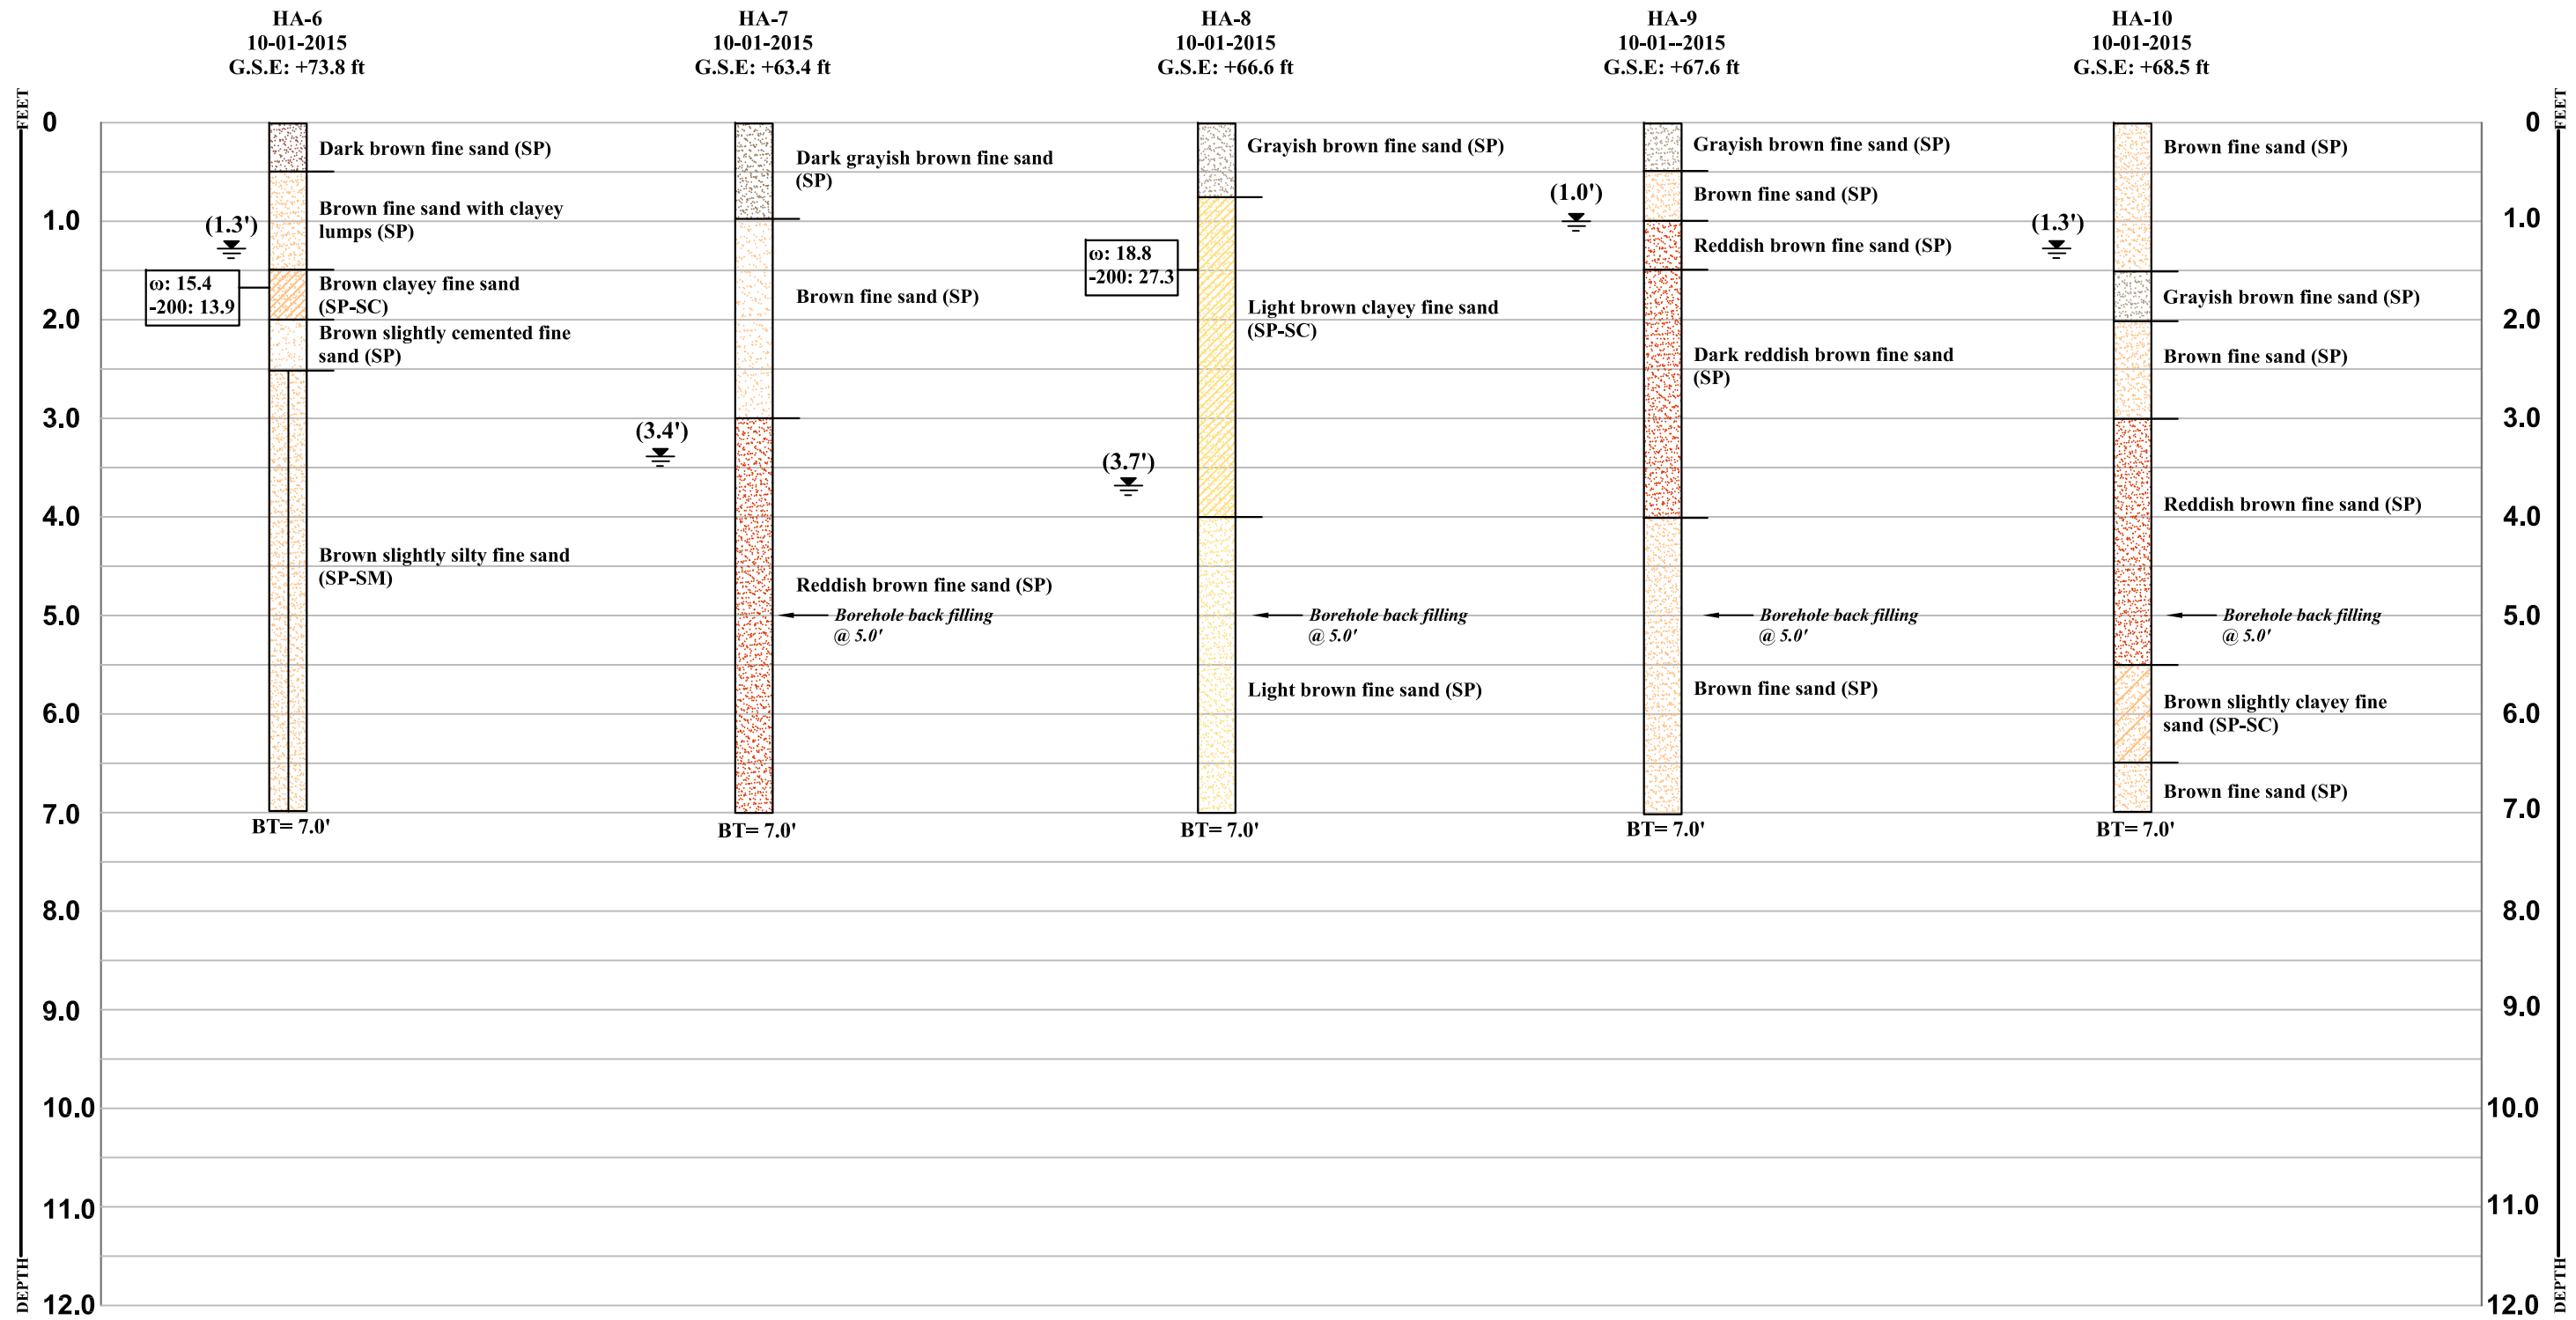 HA-6
10-01-2015
G.S.E: +73.8 ft
HA-7
10-01-2015
G.S.E: +63.4 ft
HA-8
10-01-2015
G.S.E: +66.6 ft
HA-9
10-01--2015
G.S.E: +67.6 ft
HA-10
10-01-2015
G.S.E: +68.5 ft
FEET
0
1.0
2.0
3.0
4.0
5.0
6.0
7.0
8.0
9.0
10.0
11.0
12.0
DEPTH
Dark brown fine sand (SP)
Brown fine sand with clayey
lumps (SP)
(1.3')
ω: 15.4
-200: 13.9
Brown clayey fine sand
(SP-SC)
Brown slightly cemented fine
sand (SP)
Brown slightly silty fine sand
(SP-SM)
BT= 7.0'
Dark grayish brown fine sand
(SP)
Brown fine sand (SP)
(3.4')
Reddish brown fine sand (SP)
Borehole back filling
@ 5.0'
BT= 7.0'
Grayish brown fine sand (SP)
ω: 18.8
-200: 27.3
Light brown clayey fine sand
(SP-SC)
(3.7')
Borehole back filling
@ 5.0'
Light brown fine sand (SP)
BT= 7.0'
Grayish brown fine sand (SP)
(1.0')
Brown fine sand (SP)
Reddish brown fine sand (SP)
Dark reddish brown fine sand
(SP)
Borehole back filling
@ 5.0'
Brown fine sand (SP)
BT= 7.0'
Brown fine sand (SP)
(1.3')
Grayish brown fine sand (SP)
Brown fine sand (SP)
Reddish brown fine sand (SP)
Borehole back filling
@ 5.0'
Brown slightly clayey fine
sand (SP-SC)
Brown fine sand (SP)
BT= 7.0'
FEET
0
1.0
2.0
3.0
4.0
5.0
6.0
7.0
8.0
9.0
10.0
11.0
12.0
DEPTH